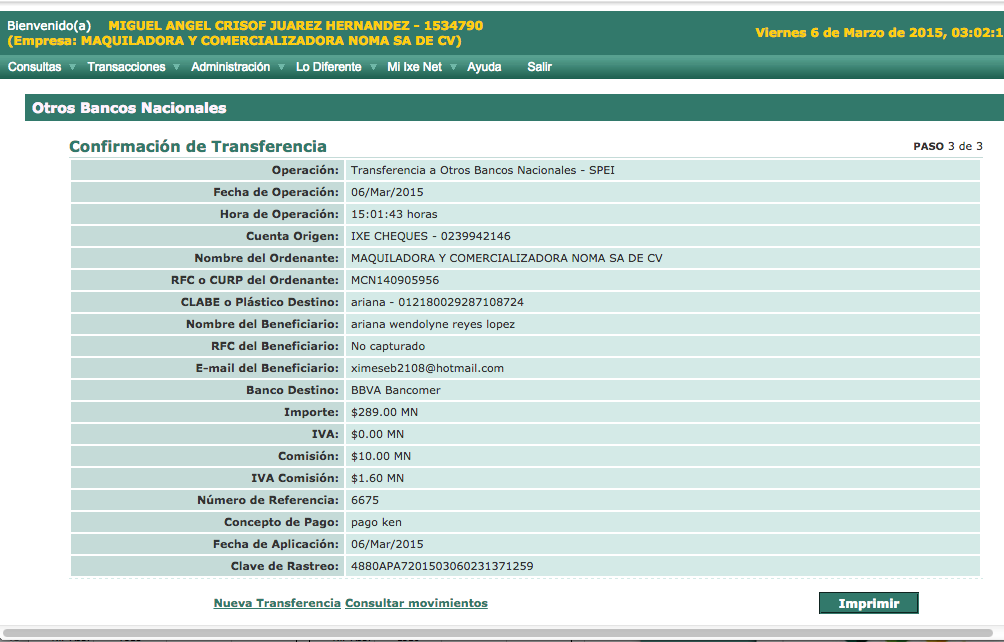 Bienvenido(a) MIGUEL ANGEL CRISOF JUAREZ HERNANDEZ - 1534790
(Empresa: MAQUILADORA Y COMERCIALIZADORA NOMA SA DE CV)
Viernes 6 de Marzo de 2015, 03:02:1
Consultas Transacciones Administración Lo Diferente Mi Ixe Net Ayuda Salir
Otros Bancos Nacionales
Confirmación de Transferencia PASO 3 de 3
Operación: Transferencia a Otros Bancos Nacionales - SPEI
Fecha de Operación: 06/Mar/2015
Hora de Operación: 15:01:43 horas
Cuenta Origen: IXE CHEQUES - 0239942146
Nombre del Ordenante: MAQUILADORA Y COMERCIALIZADORA NOMA SA DE CV
RFC o CURP del Ordenante: MCN140905956
CLABE o Plástico Destino: ariana - 012180029287108724
Nombre del Beneficiario: ariana wendolyne reyes lopez
RFC del Beneficiario: No capturado
E-mail del Beneficiario: ximeseb2108@hotmail.com
Banco Destino: BBVA Bancomer
Importe: $289.00 MN
IVA: $0.00 MN
Comisión: $10.00 MN
IVA Comisión: $1.60 MN
Número de Referencia: 6675
Concepto de Pago: pago ken
Fecha de Aplicación: 06/Mar/2015
Clave de Rastreo: 4880APA7201503060231371259
Nueva Transferencia Consultar movimientos Imprimir